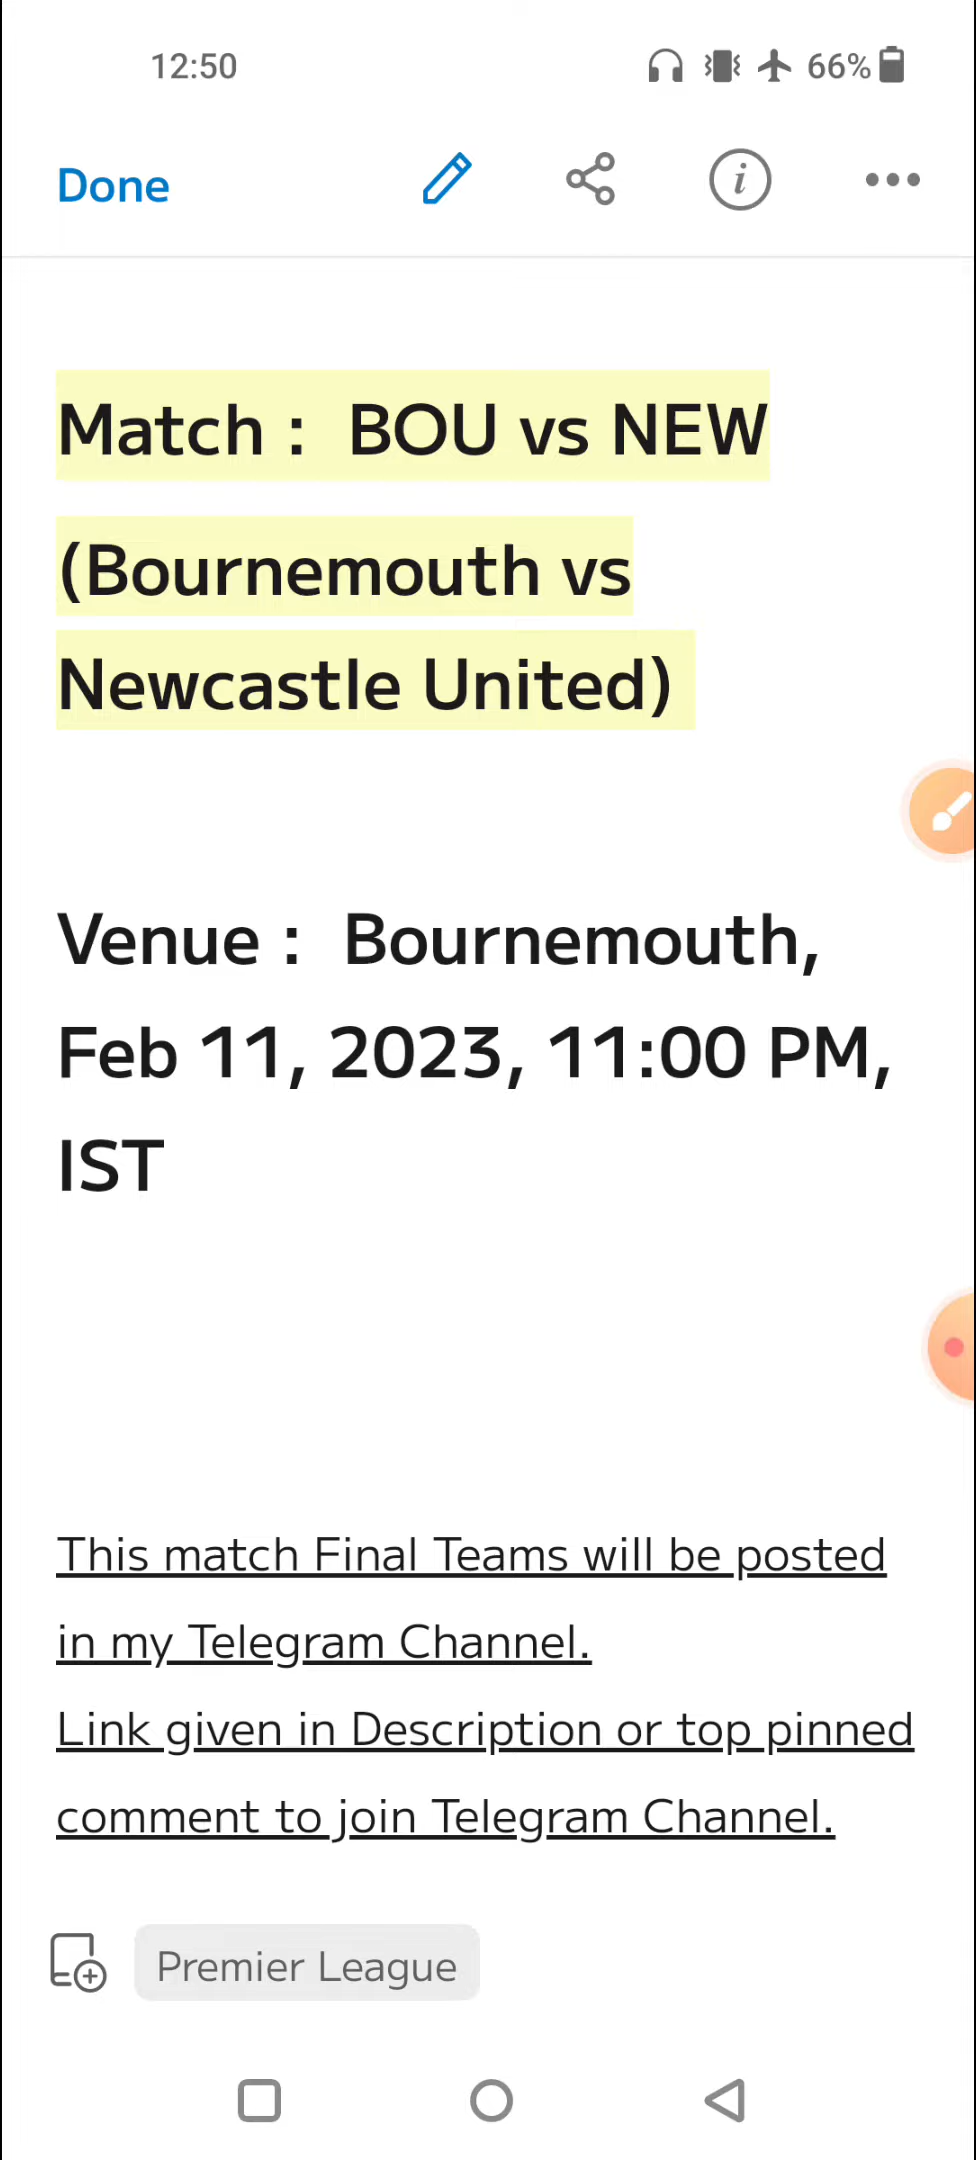 12:50
66%
Done
Match :  BOU vs NEW
(Bournemouth vs
Newcastle United)
Venue :  Bournemouth,
Feb 11, 2023, 11:00 PM,
IST
This match Final Teams will be posted
in my Telegram Channel.
Link given in Description or top pinned
comment to join Telegram Channel.
Premier League